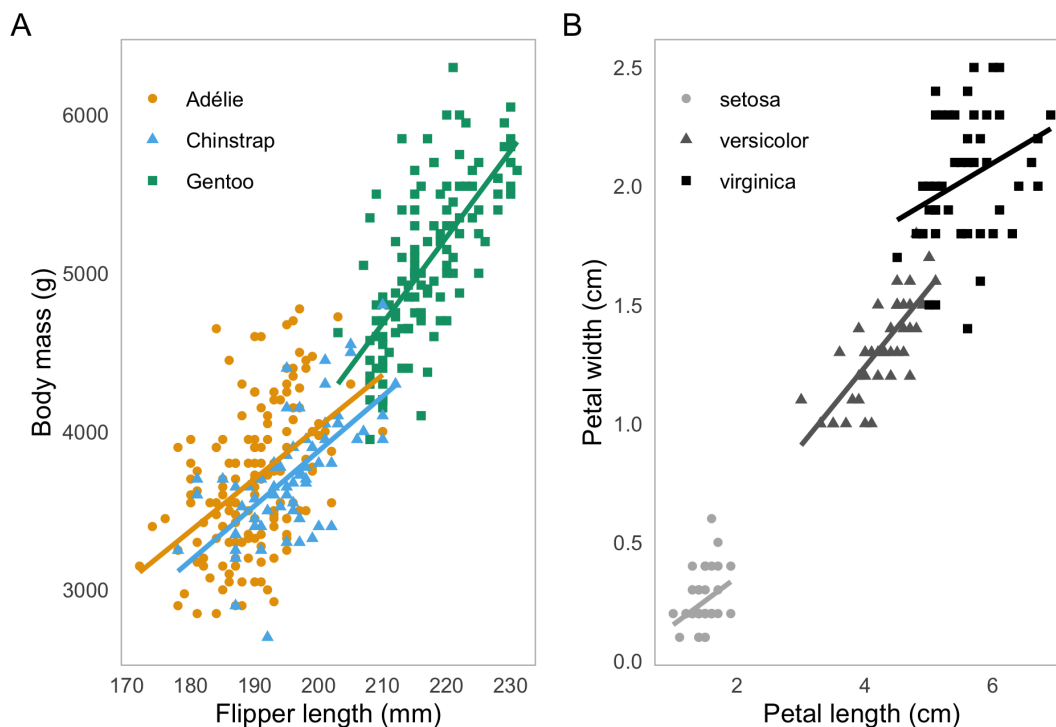 A
Body mass (g)
6000
5000
4000
3000
Adélie
Chinstrap
Gentoo
170 180 190 200 210 220 230
Flipper length (mm)
B
Petal width (cm)
2.5
2.0
1.5
1.0
0.5
0.0
setosa
versicolor
virginica
2 4 6
Petal length (cm)